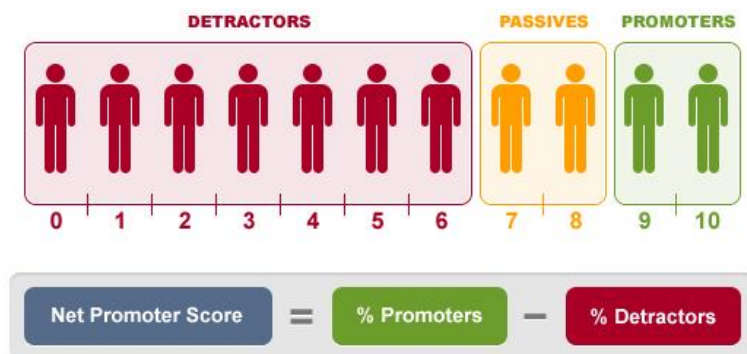 DETRACTORS PASSIVES PROMOTERS
0 1 2 3 4 5 6 7 8 9 10
Net Promoter Score = % Promoters − % Detractors